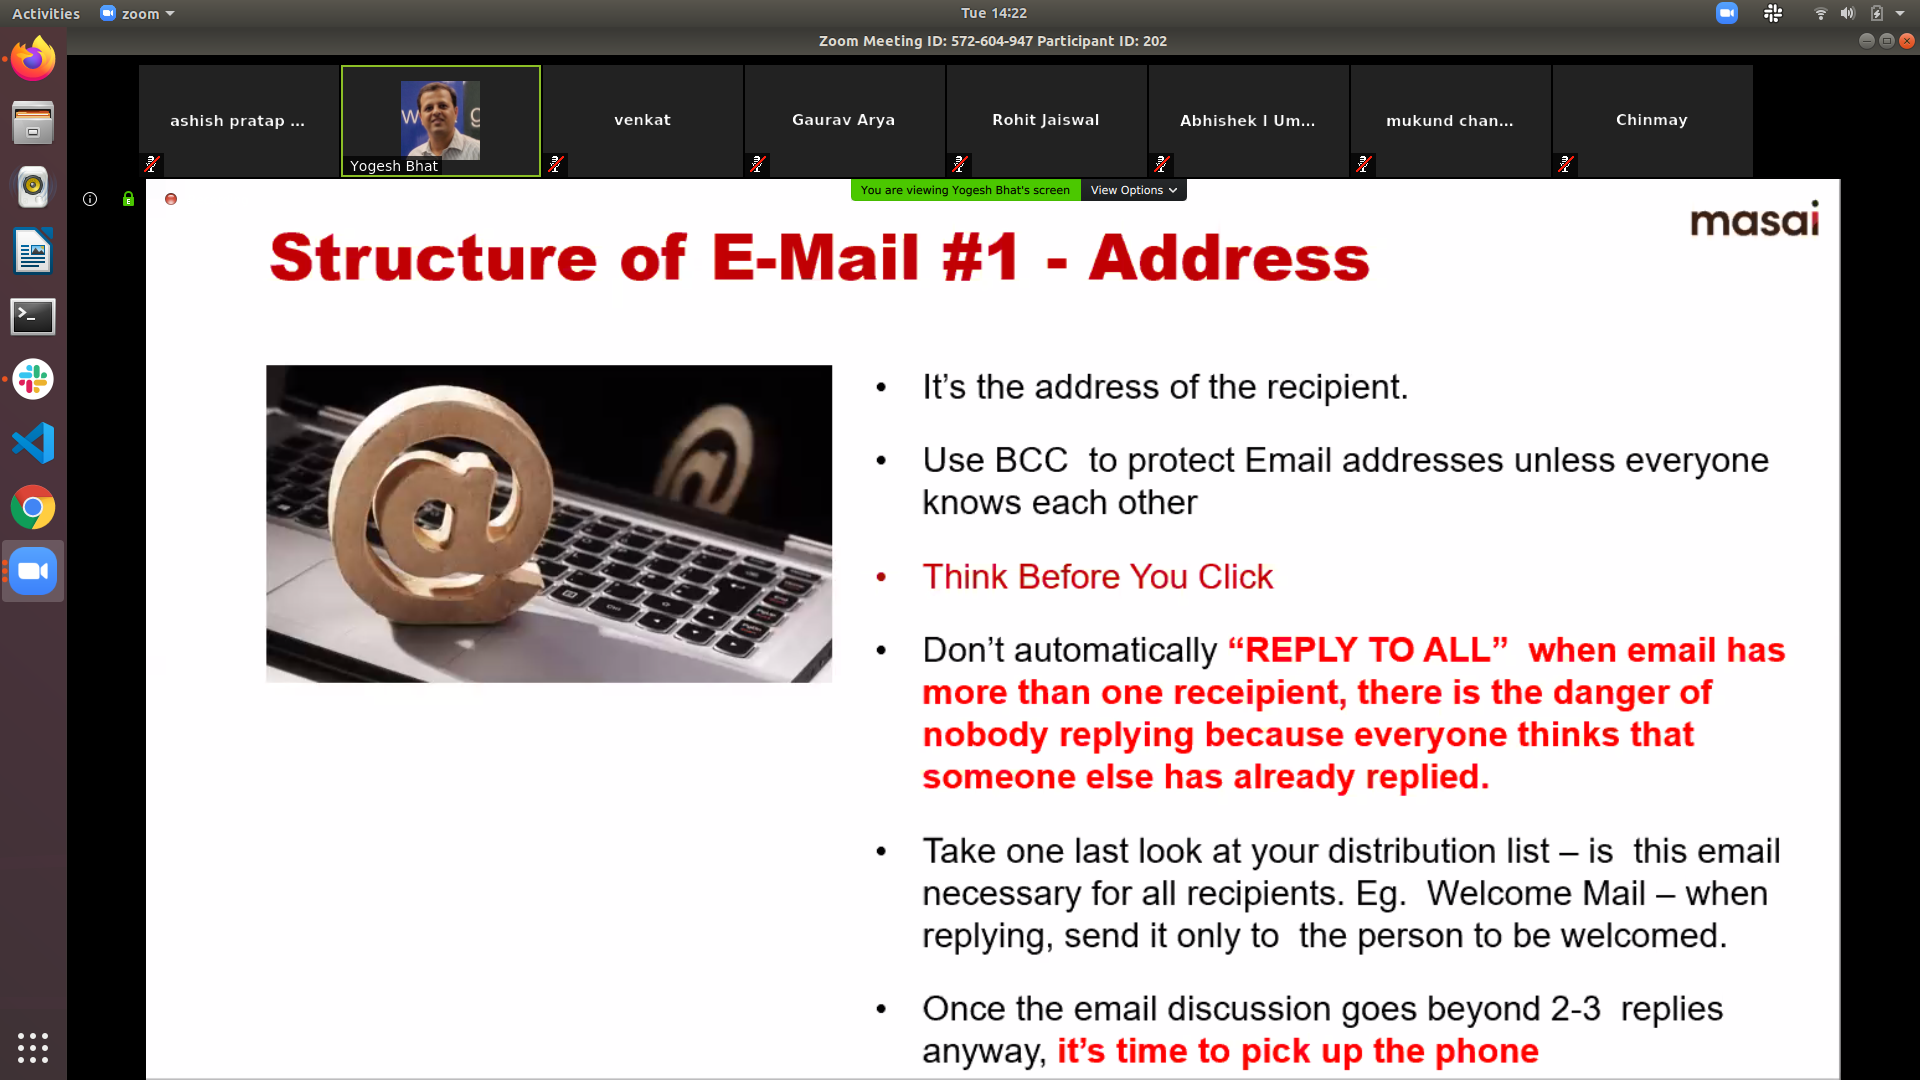 Activities zoom Tue 14:22
Zoom Meeting ID: 572-604-947 Participant ID: 202
ashish pratap ...
Yogesh Bhat
venkat
Gaurav Arya
Rohit Jaiswal
Abhishek I Um...
mukund chan...
Chinmay
You are viewing Yogesh Bhat's screen View Options
masai
Structure of E-Mail #1 - Address
• It’s the address of the recipient.
• Use BCC to protect Email addresses unless everyone
knows each other
• Think Before You Click
• Don’t automatically “REPLY TO ALL” when email has
more than one receipient, there is the danger of
nobody replying because everyone thinks that
someone else has already replied.
• Take one last look at your distribution list – is this email
necessary for all recipients. Eg. Welcome Mail – when
replying, send it only to the person to be welcomed.
• Once the email discussion goes beyond 2-3 replies
anyway, it’s time to pick up the phone